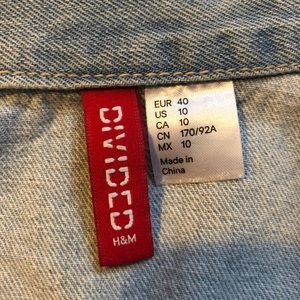 DIVIDED
H&M
EUR 40
US 10
CA 10
CN 170/92A
MX 10
Made in
China